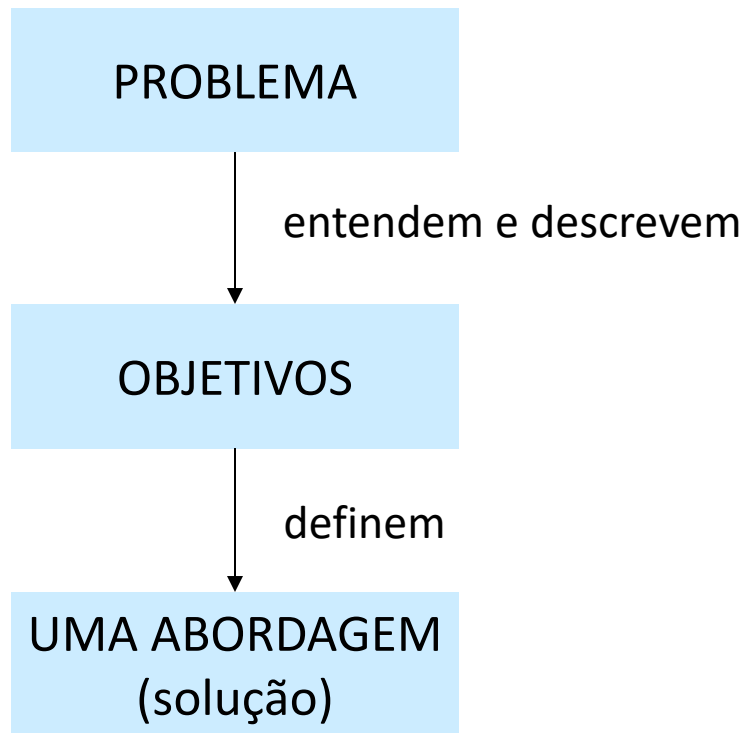 PROBLEMA
entendem e descrevem
OBJETIVOS
definem
UMA ABORDAGEM
(solução)